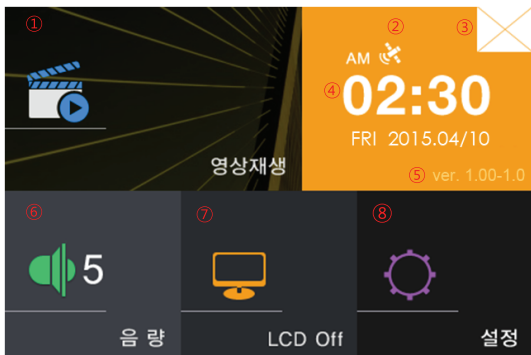 ① ② ③
AM
④ 02:30
FRI 2015.04/10
영상재생
⑤ ver. 1.00-1.0
⑥ ⑦ ⑧
5
음 량
LCD Off
설정